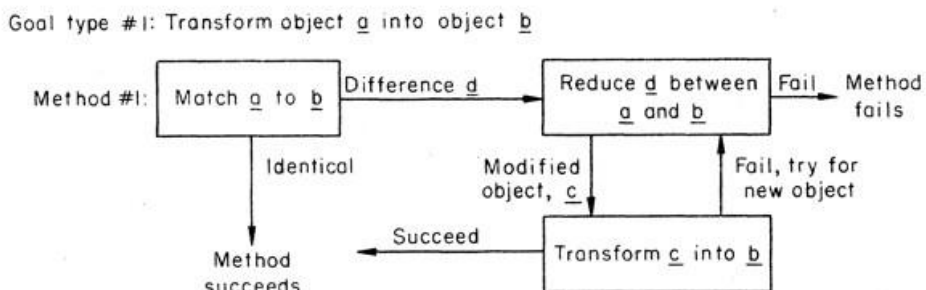 Goal type #1: Transform object a into object b
Method #1:
Match a to b
Difference d
Reduce d between
a and b
Fail
Method
fails
Identical
Modified
object, c
Fail, try for
new object
Succeed
Transform c into b
Method
succeeds